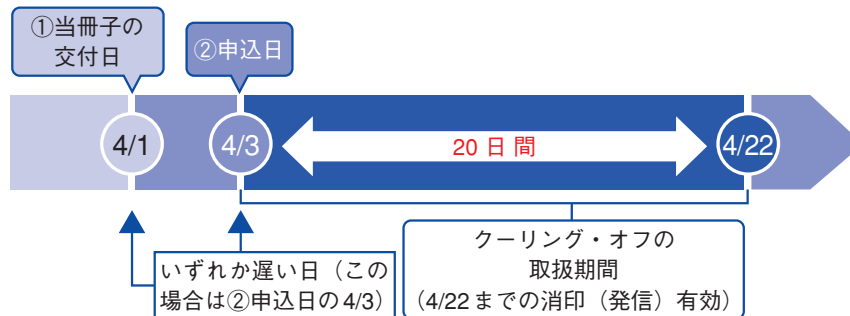 ①当冊子の
交付日
②申込日
4/1
4/3
20日間
4/22
いずれか遅い日（この
場合は②申込日の4/3）
クーリング・オフの
取扱期間
（4/22までの消印（発信）有効）